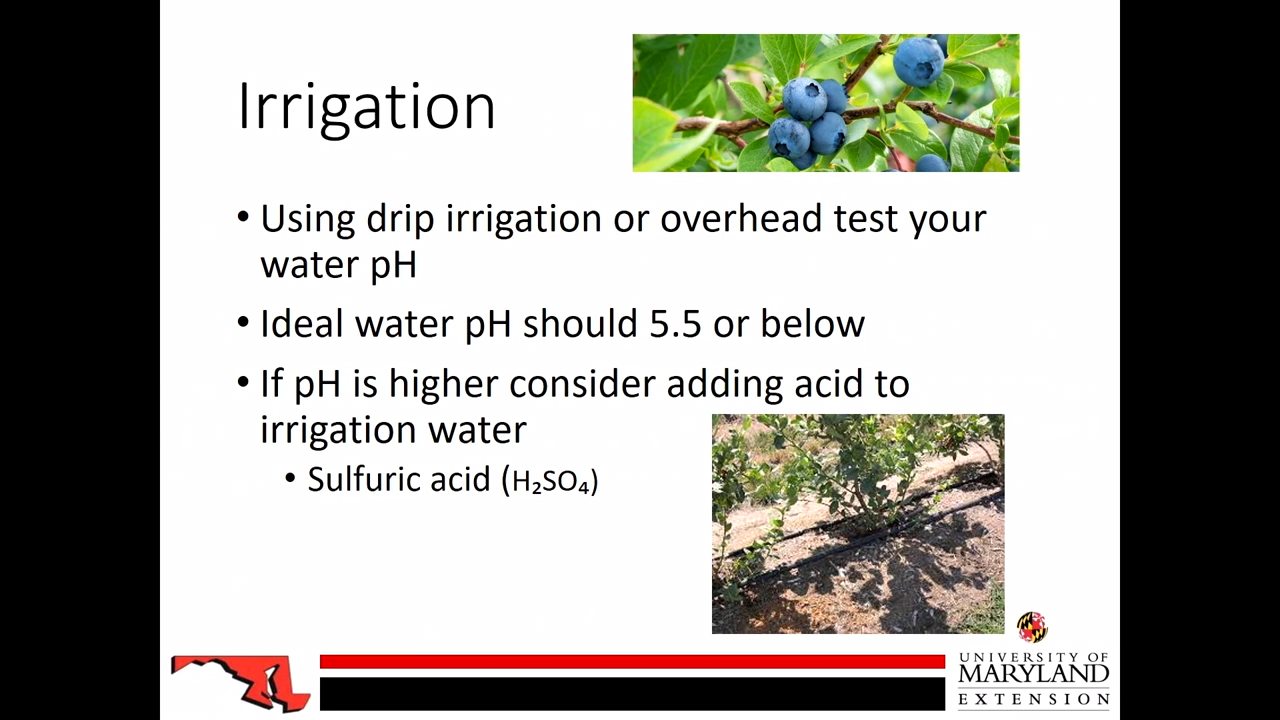 Irrigation
• Using drip irrigation or overhead test your
water pH
• Ideal water pH should 5.5 or below
• If pH is higher consider adding acid to
irrigation water
• Sulfuric acid (H₂SO₄)
UNIVERSITY OF
MARYLAND
EXTENSION